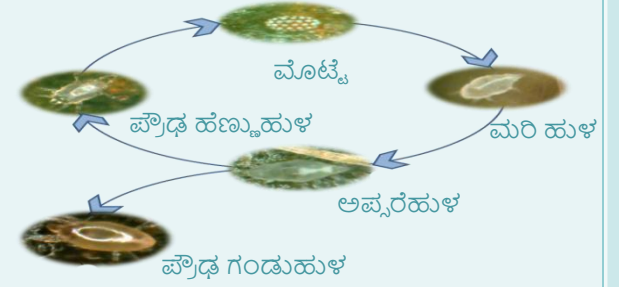 ಮೊಟ್ಟೆ
ಪ್ರೌಢ ಹೆಣ್ಣುಹುಳ
ಮರಿ ಹುಳ
ಅಪ್ಸರೆಹುಳ
ಪ್ರೌಢ ಗಂಡುಹುಳ